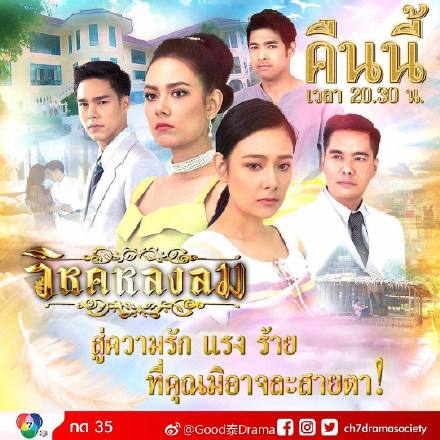 คืนนี้
เวลา 20.30 น.
วิหคหลงลม
สู่ความรัก แรง ร้าย
ที่คุณมิอาจละสายตา!
7
กด 35
@Good泰Drama
ch7dramasociety